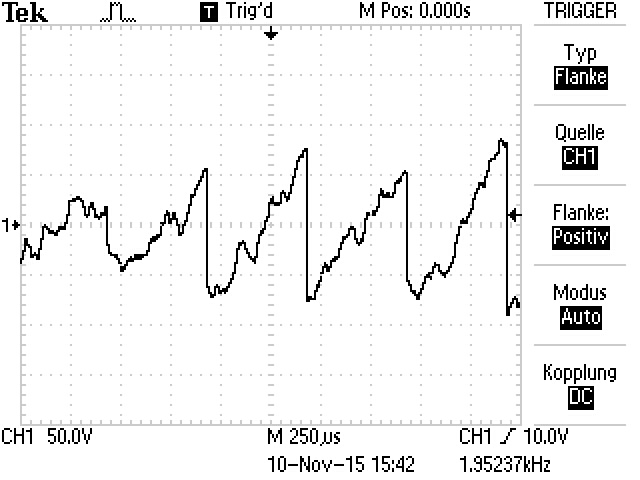 Tek T Trig'd M Pos: 0.000s TRIGGER
Typ
Flanke
Quelle
CH1
1
Flanke:
Positiv
Modus
Auto
Kopplung
DC
CH1 50.0V M 250µs CH1 10.0V
10-Nov-15 15:42 1.95237kHz